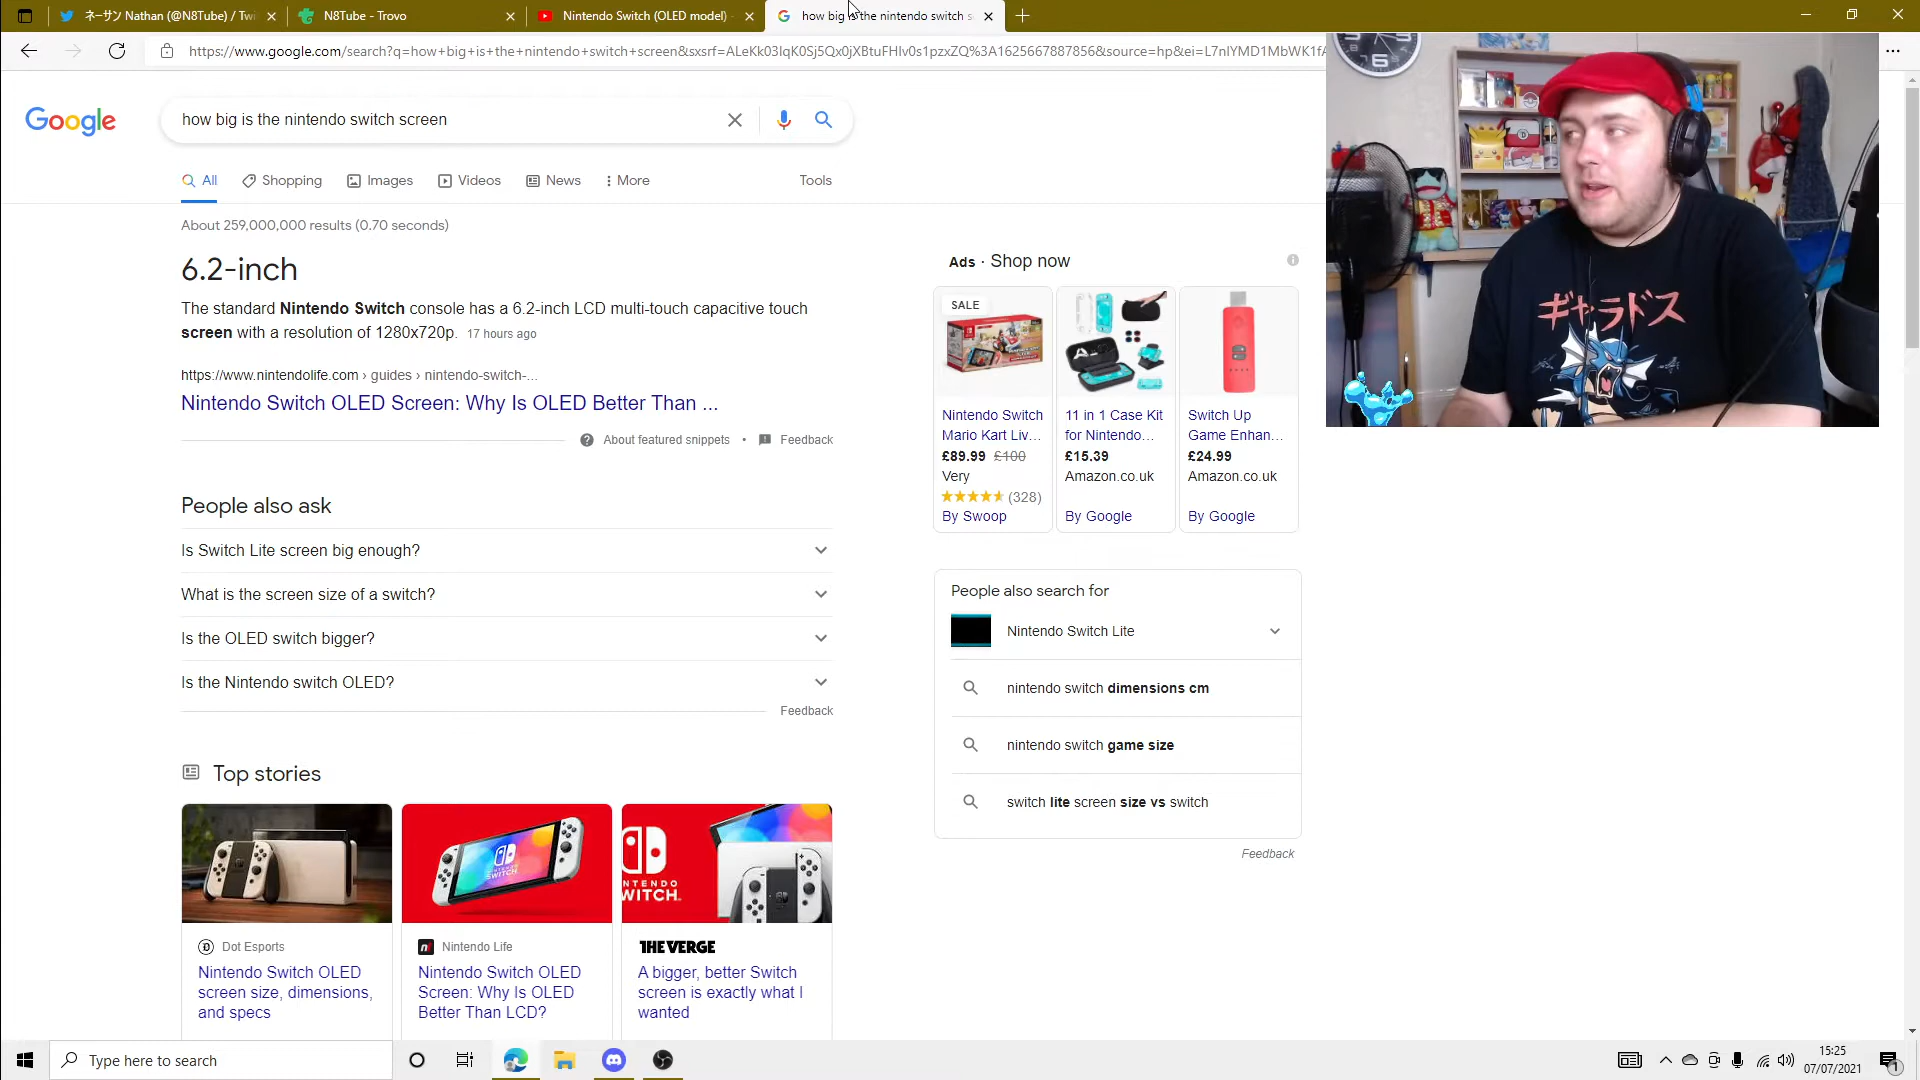 ネーサン Nathan (@N8Tube) / Twi
N8Tube - Trovo
Nintendo Switch (OLED model) -
how big is the nintendo switch s
https://www.google.com/search?q=how+big+is+the+nintendo+switch+screen&sxsrf=
Google
how big is the nintendo switch screen
All
Shopping
Images
Videos
News
More
Tools
About 259,000,000 results (0.70 seconds)
6.2-inch
The standard Nintendo Switch console has a 6.2-inch LCD multi-touch capacitive touch
screen with a resolution of 1280x720p. 17 hours ago
https://www.nintendolife.com › guides › nintendo-switch-...
Nintendo Switch OLED Screen: Why Is OLED Better Than ...
About featured snippets • Feedback
People also ask
Is Switch Lite screen big enough?
What is the screen size of a switch?
Is the OLED switch bigger?
Is the Nintendo switch OLED?
Feedback
Top stories
NINTENDO
SWITCH
NTENDO
WITCH.
Dot Esports
Nintendo Switch OLED
screen size, dimensions,
and specs
Nintendo Life
Nintendo Switch OLED
Screen: Why Is OLED
Better Than LCD?
THE VERGE
A bigger, better Switch
screen is exactly what I
wanted
Ads · Shop now
SALE
Nintendo Switch
Mario Kart Liv...
£89.99 £100
Very
(328)
By Swoop
11 in 1 Case Kit
for Nintendo...
£15.39
Amazon.co.uk
By Google
Switch Up
Game Enhan...
£24.99
Amazon.co.uk
By Google
People also search for
Nintendo Switch Lite
nintendo switch dimensions cm
nintendo switch game size
switch lite screen size vs switch
Feedback
ギャラドス
Type here to search
15:25
07/07/2021
1